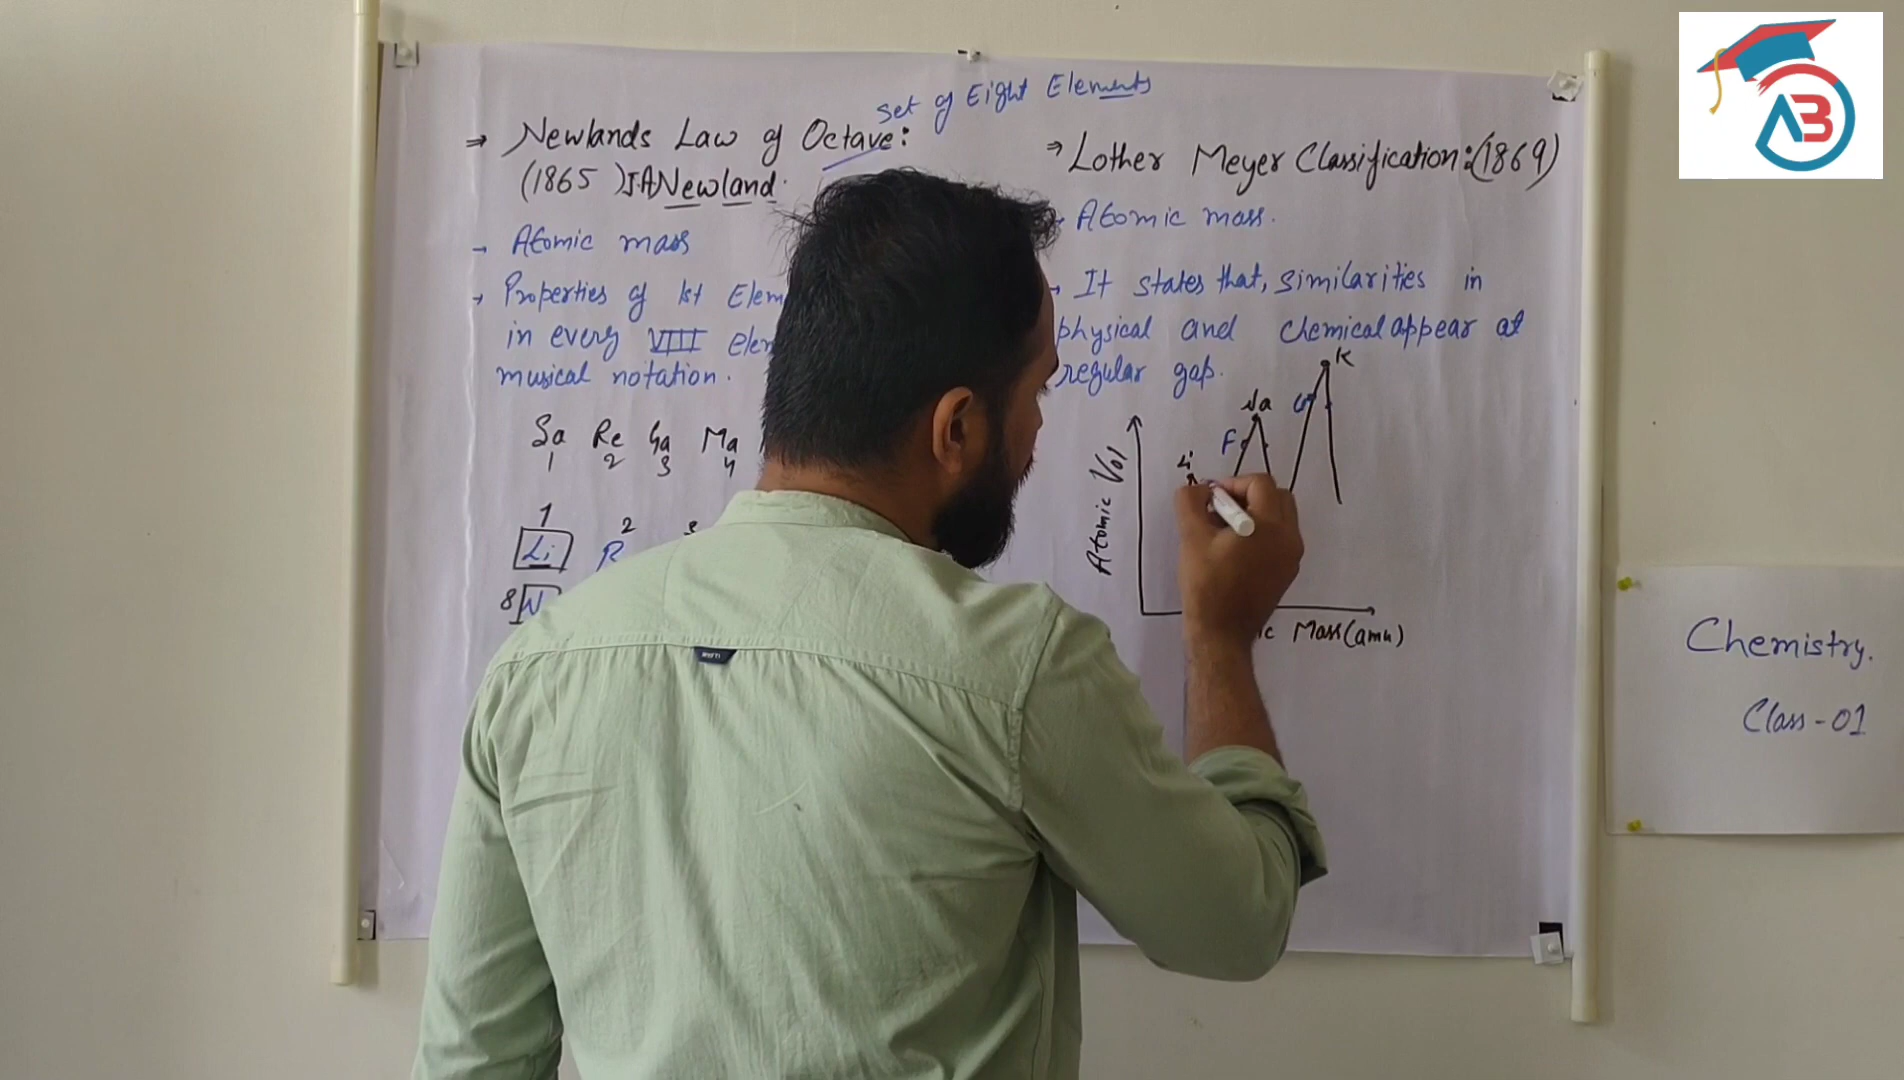 Set of Eight Elements
⇒ Newlands Law of Octave:
(1865) J.A Newland.
→ Atomic mass
→ Properties of Ist
in every VIII
musical notation.
Sa Re Ga Ma
1 2 3 4
1 2 3
Li
8 N
⇒ Lother Meyer Classification: (1869)
→ Atomic mass.
→ It states that, similarities in
physical and chemical appear at
regular gap.
K
Na
F
Li
Atomic Vol
Mass (amu)
Chemistry.
Class - 01
AB